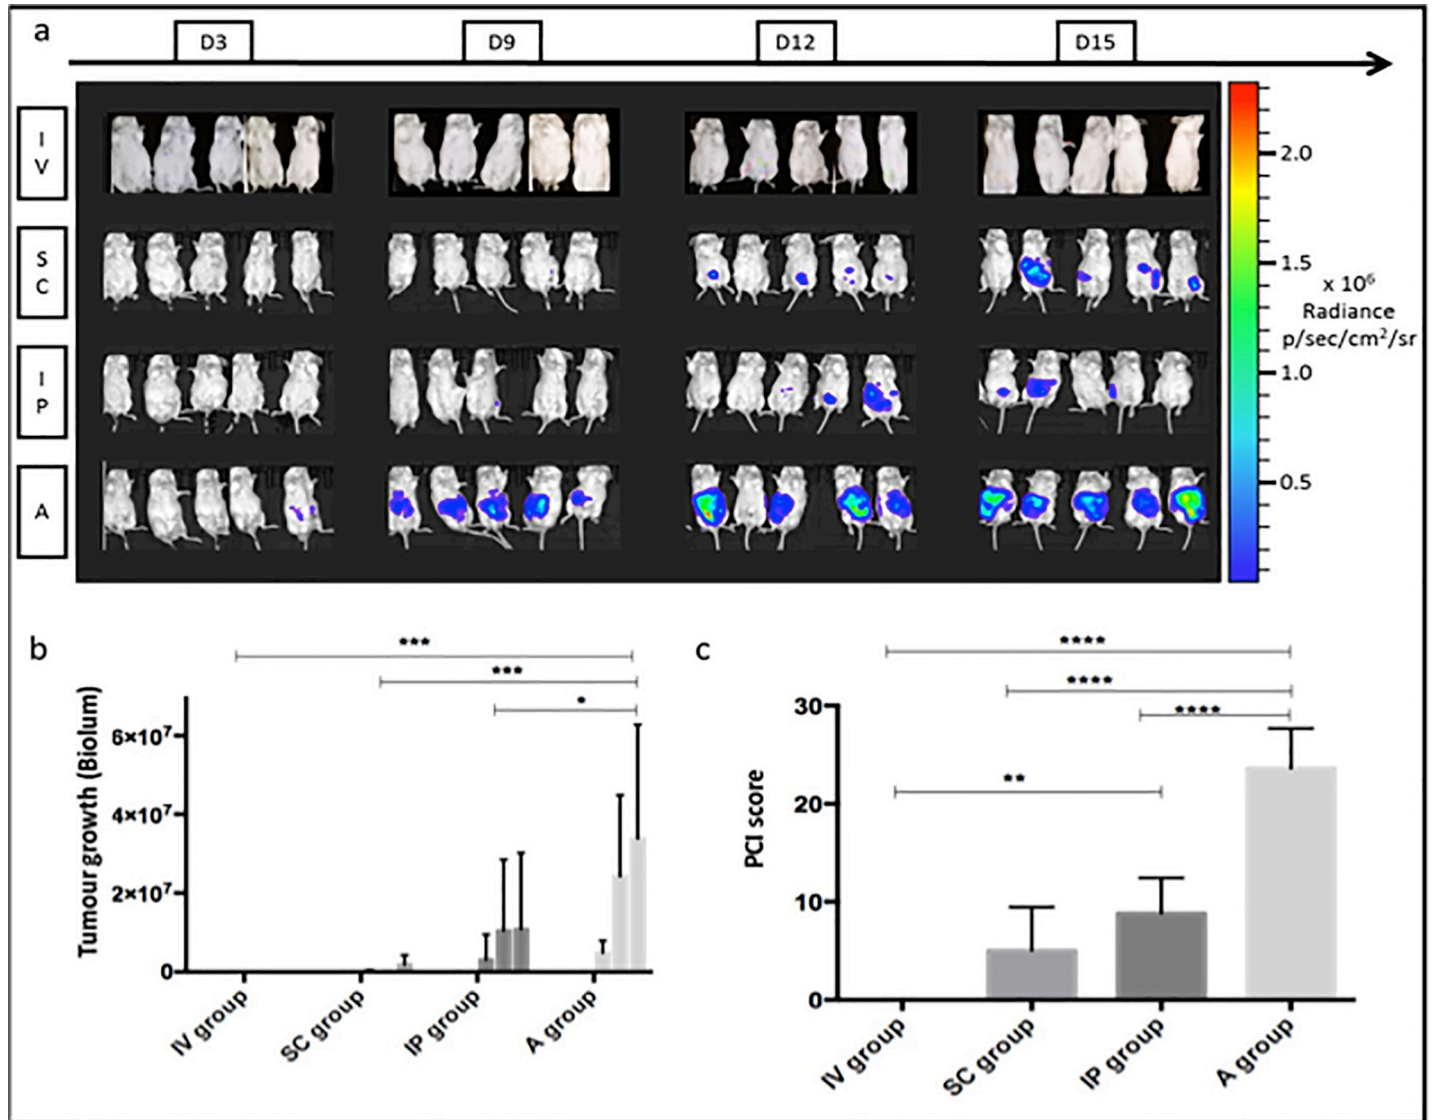 a
D3
D9
D12
D15
I
V
S
C
I
P
A
2.0
1.5
1.0
0.5
x 10⁶
Radiance
p/sec/cm²/sr
b
***
***
*
Tumour growth (Biolum)
6×10⁷
4×10⁷
2×10⁷
0
IV group
SC group
IP group
A group
c
****
****
****
**
PCI score
30
20
10
0
IV group
SC group
IP group
A group